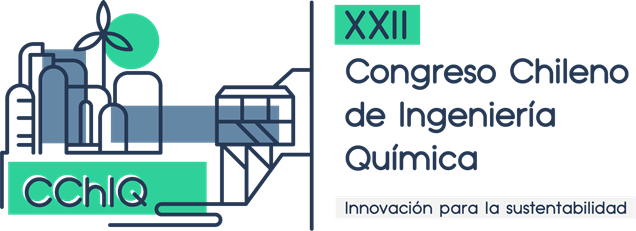 CChIQ
XXII
Congreso Chileno
de Ingeniería
Química
Innovación para la sustentabilidad